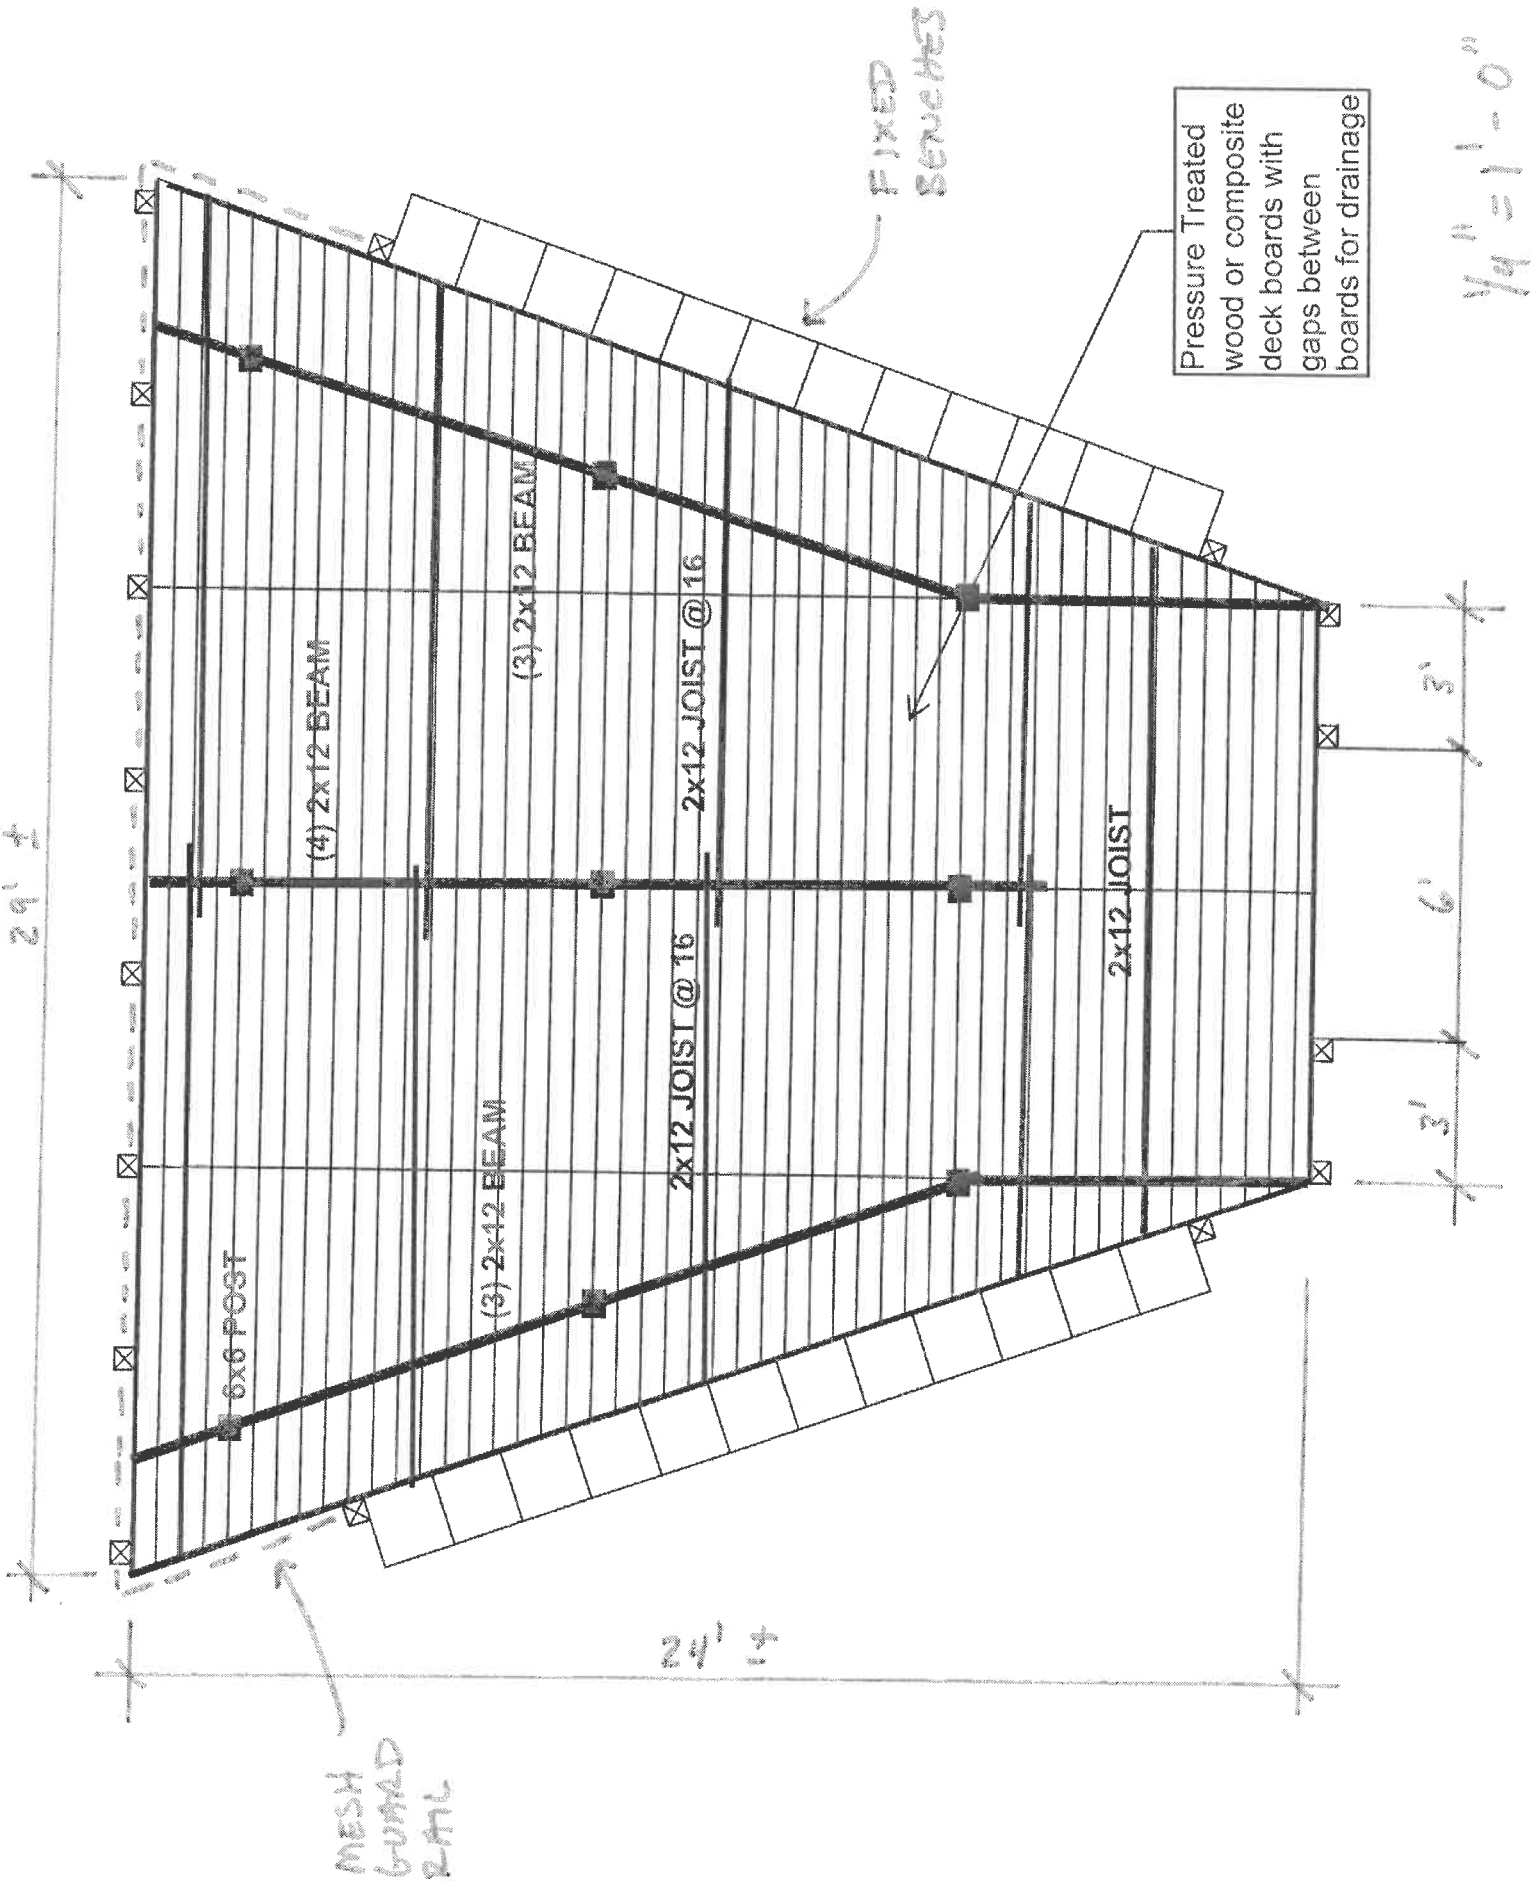 29' ±
FIXED
BENCHES
(4) 2x12 BEAM
(3) 2x12 BEAM
2x12 JOIST @ 16
Pressure Treated
wood or composite
deck boards with
gaps between
boards for drainage
6x6 POST
(3) 2x12 BEAM
2x12 JOIST @ 16
2x12 JOIST
MESH
GUARD
RAIL
24' ±
3'
6'
3'
1/4" = 1'-0"